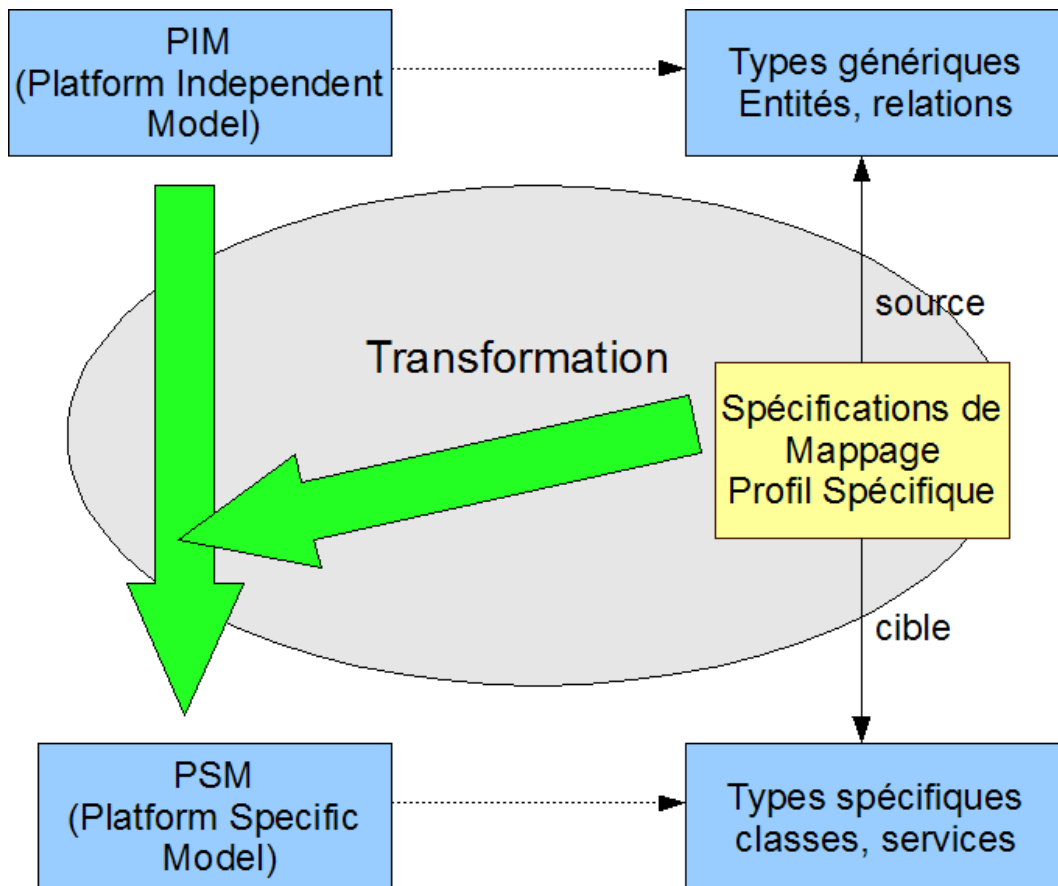 PIM
(Platform Independent
Model)
Types génériques
Entités, relations
source
Transformation
Spécifications de
Mappage
Profil Spécifique
cible
PSM
(Platform Specific
Model)
Types spécifiques
classes, services